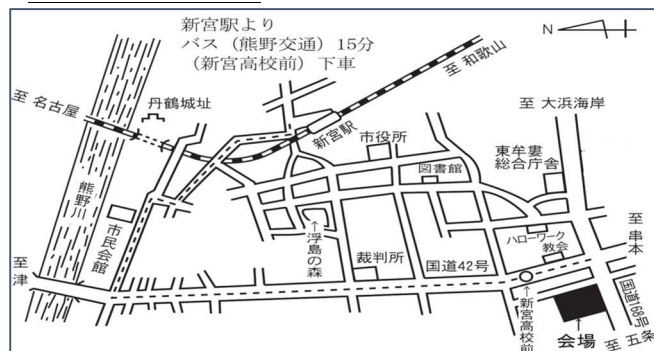 新宮駅より
バス（熊野交通）15分
（新宮高校前）下車
N
至 和歌山
至 名古屋
丹鶴城址
新宮駅
市役所
至 大浜海岸
図書館
東牟婁
総合庁舎
熊野川
市民会館
↑浮島の森
裁判所
国道42号
ハローワーク
教会
至 串本
至 津
↑新宮高校前
国道168号
↑
会場
至 五条